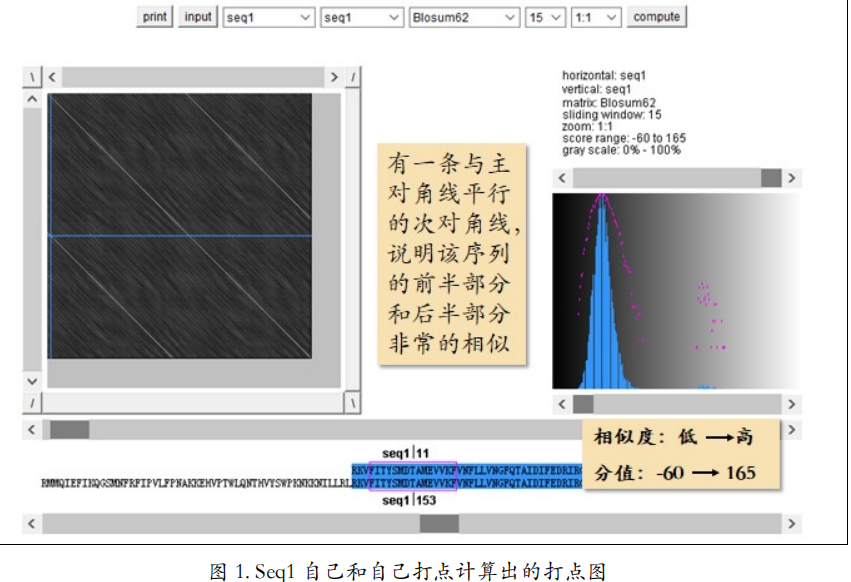 print input seq1 seq1 Blosum62 15 1:1 compute
horizontal: seq1
vertical: seq1
matrix: Blosum62
sliding window: 15
zoom: 1:1
score range: -60 to 165
gray scale: 0% - 100%
有一条与主
对角线平行
的次对角线,
说明该序列
的前半部分
和后半部分
非常的相似
相似度：低 → 高
分值：-60 → 165
seq1|11
RKVFITYSMDTAMEVVKFVNFLLVNGFQTAIDIFEDRIR
RMMQIEFIKQGSMNFRFIPVLFPNAKKEHVPTWLQNTHVYSWPKNKKNILLRLRKVFITYSMDTAMEVVKFVNFLLVNGFQTAIDIFEDRIR
seq1|153
图 1. Seq1 自己和自己打点计算出的打点图